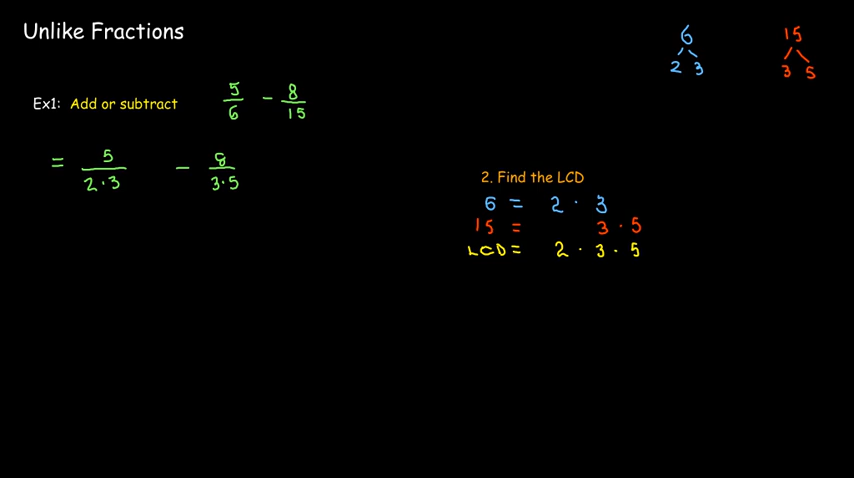 Unlike Fractions
6
2 3
15
3 5
Ex1: Add or subtract 5/6 − 8/15
= 5/(2·3) − 8/(3·5)
2. Find the LCD
6 = 2 · 3
15 = 3 · 5
LCD = 2 · 3 · 5